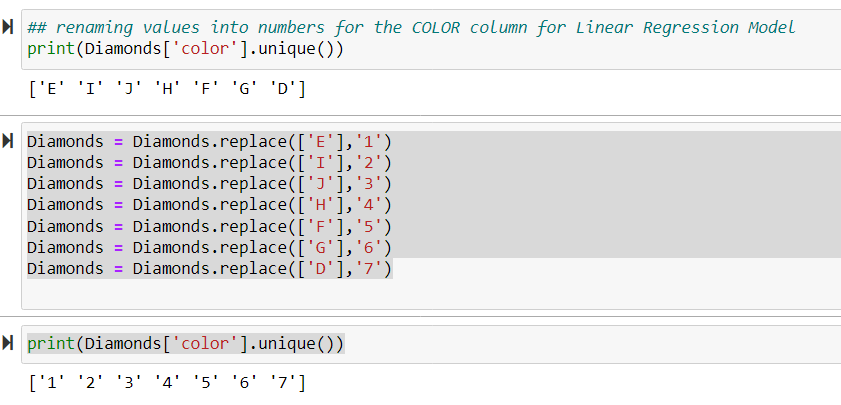 ## renaming values into numbers for the COLOR column for Linear Regression Model
print(Diamonds['color'].unique())
['E' 'I' 'J' 'H' 'F' 'G' 'D']
Diamonds = Diamonds.replace(['E'],'1')
Diamonds = Diamonds.replace(['I'],'2')
Diamonds = Diamonds.replace(['J'],'3')
Diamonds = Diamonds.replace(['H'],'4')
Diamonds = Diamonds.replace(['F'],'5')
Diamonds = Diamonds.replace(['G'],'6')
Diamonds = Diamonds.replace(['D'],'7')
print(Diamonds['color'].unique())
['1' '2' '3' '4' '5' '6' '7']